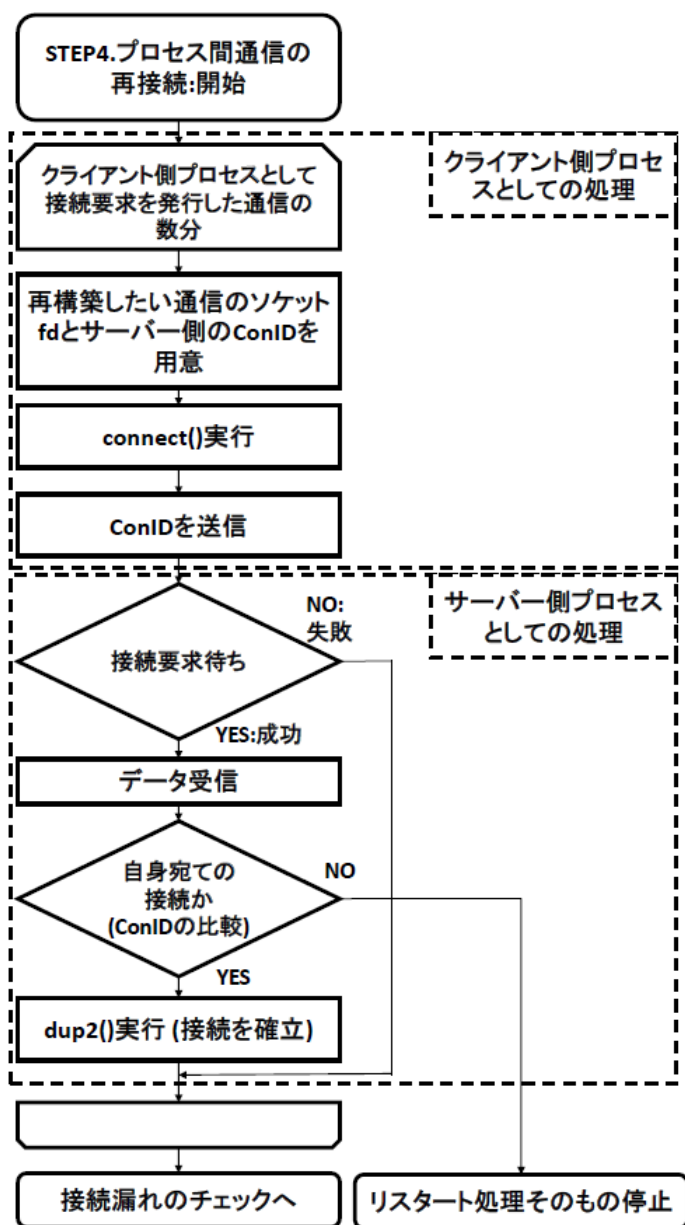 STEP4.プロセス間通信の
再接続:開始
クライアント側プロセ
スとしての処理
クライアント側プロセスとして
接続要求を発行した通信の
数分
再構築したい通信のソケット
fdとサーバー側のConIDを
用意
connect()実行
ConIDを送信
サーバー側プロセス
としての処理
NO:
失敗
接続要求待ち
YES:成功
データ受信
自身宛ての
接続か
(ConIDの比較)
NO
YES
dup2()実行 (接続を確立)
接続漏れのチェックへ
リスタート処理そのもの停止